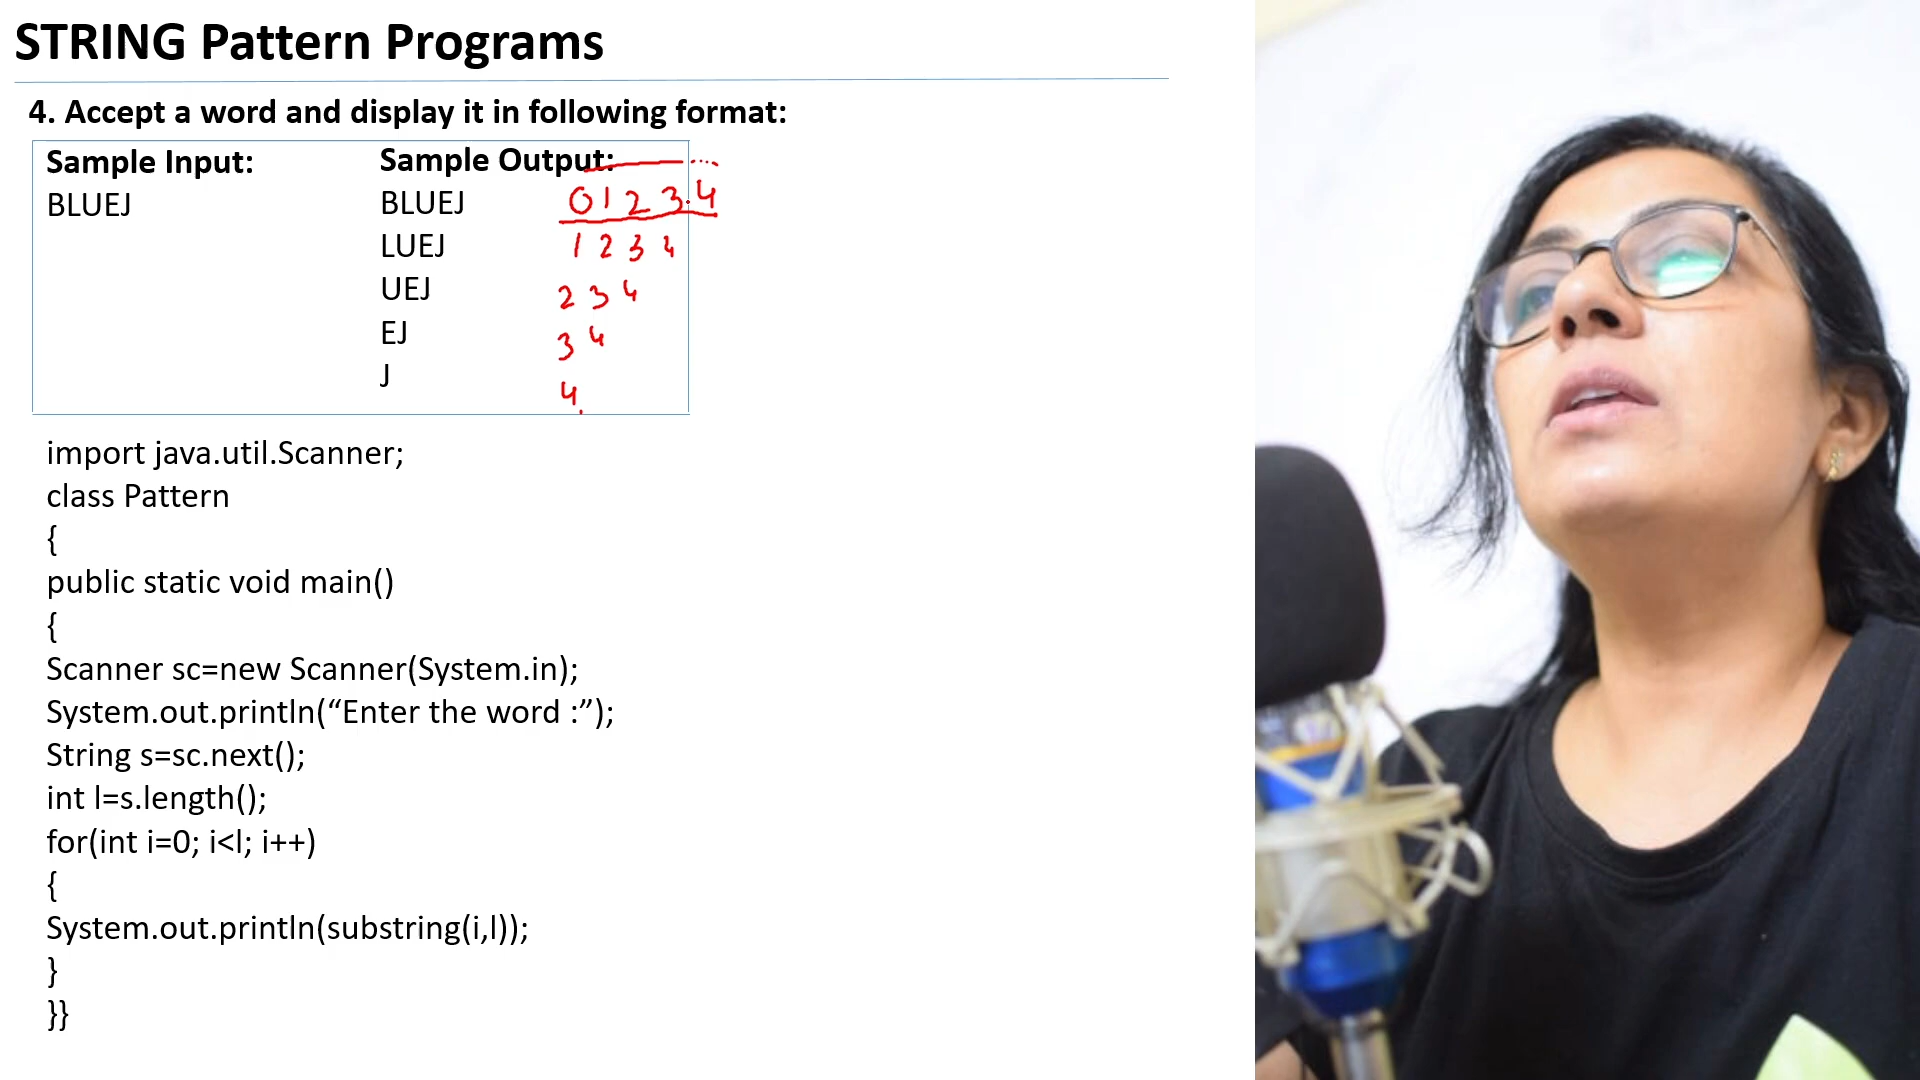 STRING Pattern Programs
4. Accept a word and display it in following format:
Sample Input:
BLUEJ
Sample Output:
BLUEJ 0 1 2 3 4
LUEJ 1 2 3 4
UEJ 2 3 4
EJ 3 4
J 4
import java.util.Scanner;
class Pattern
{
public static void main()
{
Scanner sc=new Scanner(System.in);
System.out.println(“Enter the word :”);
String s=sc.next();
int l=s.length();
for(int i=0; i<l; i++)
{
System.out.println(substring(i,l));
}
}}